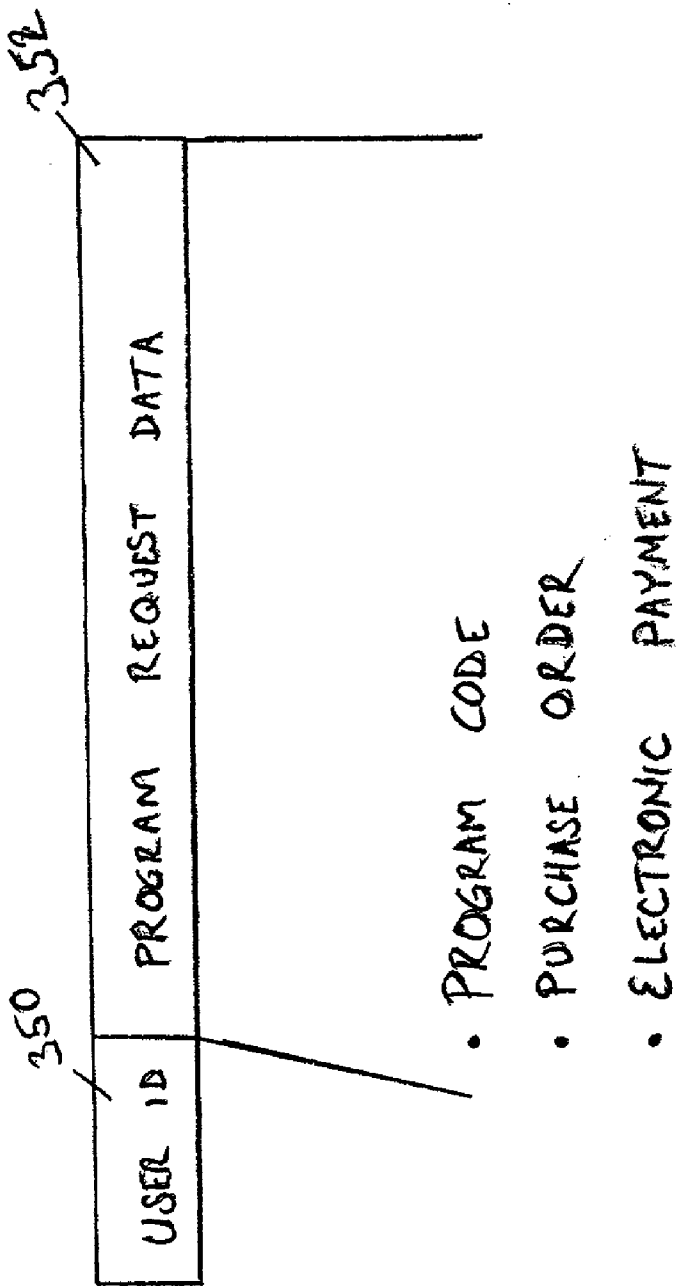 350 352
USER ID PROGRAM REQUEST DATA
• PROGRAM CODE
• PURCHASE ORDER
• ELECTRONIC PAYMENT